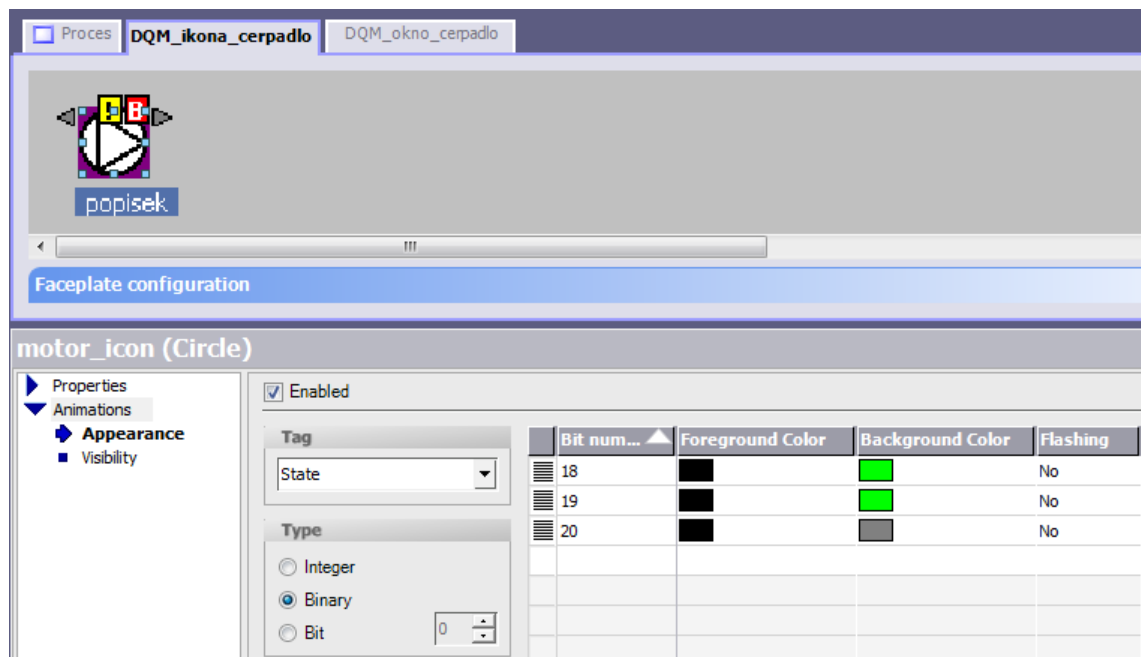 Proces DQM_ikona_cerpadlo DQM_okno_cerpadlo
! B
popisek
Faceplate configuration
motor_icon (Circle)
Properties
Animations
Appearance
Visibility
Enabled
Tag
State
Type
Integer
Binary
Bit 0
Bit num... Foreground Color Background Color Flashing
18 No
19 No
20 No